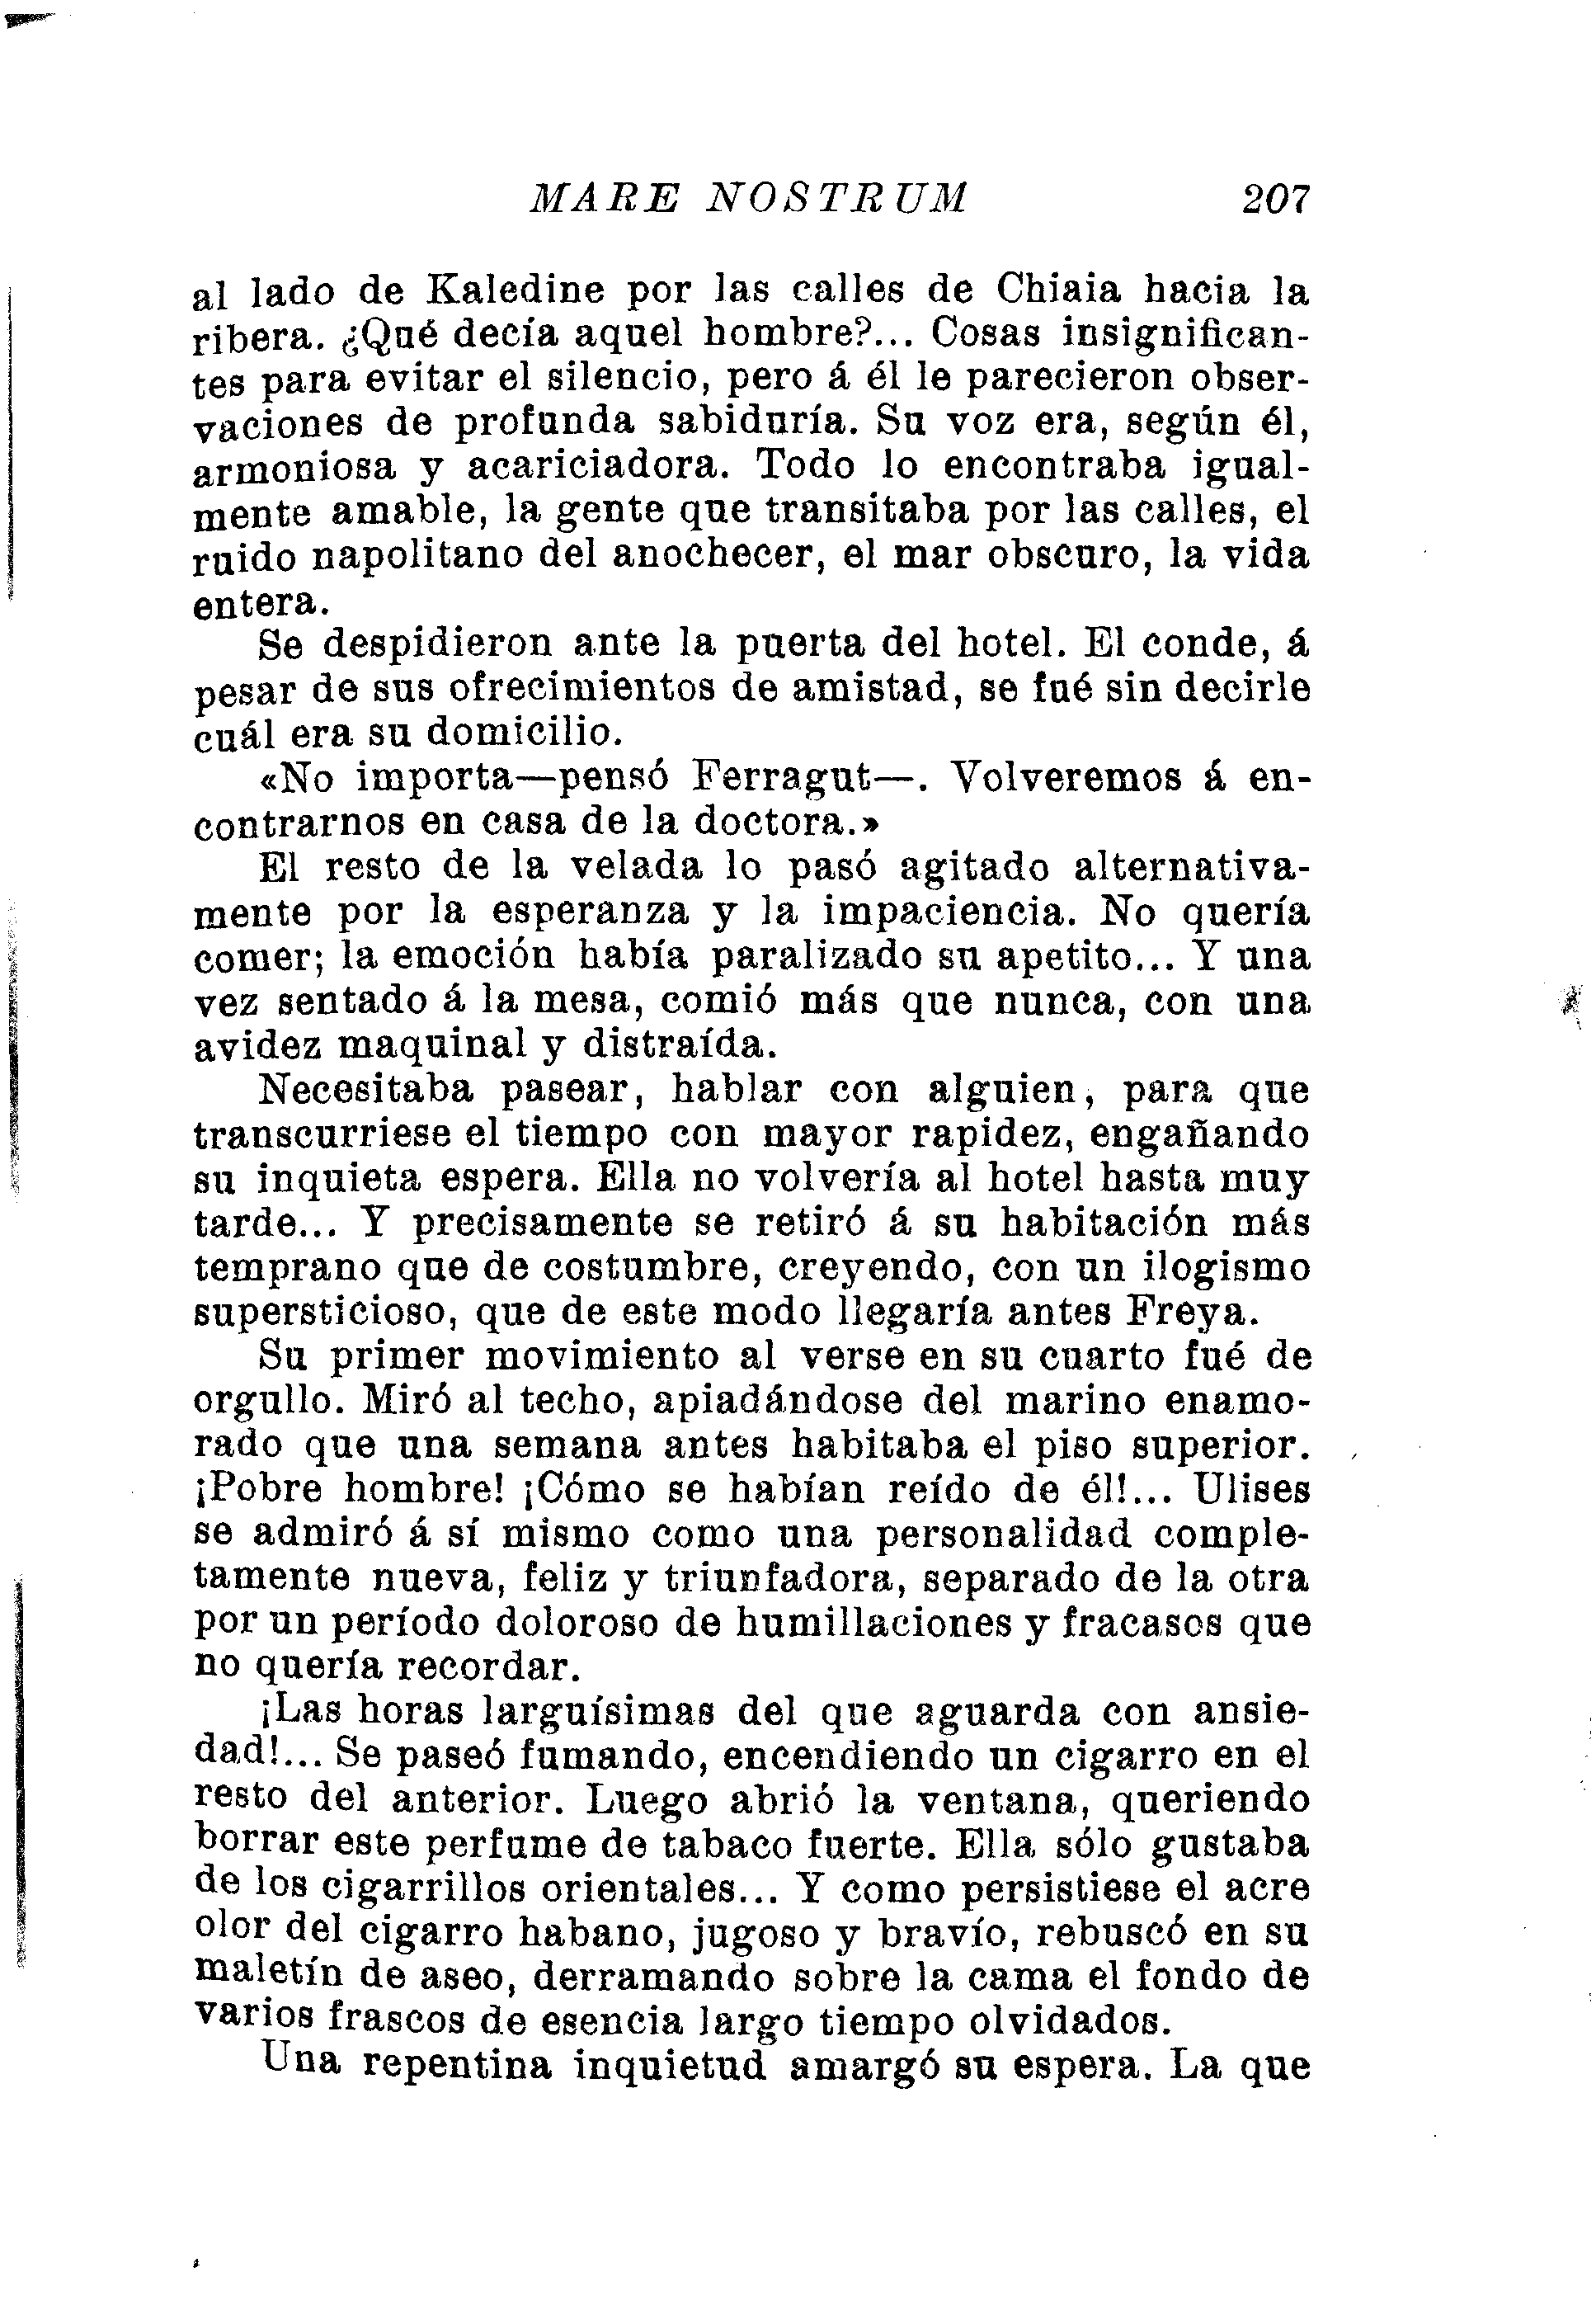 MARE NOSTRUM 207
al lado de Kaledine por las calles de Chiaia hacia la
ribera. ¿Qué decía aquel hombre?... Cosas insignifican-
tes para evitar el silencio, pero á él le parecieron obser-
vaciones de profunda sabiduría. Su voz era, según él,
armoniosa y acariciadora. Todo lo encontraba igual-
mente amable, la gente que transitaba por las calles, el
ruido napolitano del anochecer, el mar obscuro, la vida
entera.
Se despidieron ante la puerta del hotel. El conde, á
pesar de sus ofrecimientos de amistad, se fué sin decirle
cuál era su domicilio.
«No importa—pensó Ferragut—. Volveremos á en-
contrarnos en casa de la doctora.»
El resto de la velada lo pasó agitado alternativa-
mente por la esperanza y la impaciencia. No quería
comer; la emoción había paralizado su apetito... Y una
vez sentado á la mesa, comió más que nunca, con una
avidez maquinal y distraída.
Necesitaba pasear, hablar con alguien, para que
transcurriese el tiempo con mayor rapidez, engañando
su inquieta espera. Ella no volvería al hotel hasta muy
tarde... Y precisamente se retiró á su habitación más
temprano que de costumbre, creyendo, con un ilogismo
supersticioso, que de este modo llegaría antes Freya.
Su primer movimiento al verse en su cuarto fué de
orgullo. Miró al techo, apiadándose del marino enamo-
rado que una semana antes habitaba el piso superior.
¡Pobre hombre! ¡Cómo se habían reído de él!... Ulises
se admiró á sí mismo como una personalidad comple-
tamente nueva, feliz y triunfadora, separado de la otra
por un período doloroso de humillaciones y fracasos que
no quería recordar.
¡Las horas larguísimas del que aguarda con ansie-
dad!... Se paseó fumando, encendiendo un cigarro en el
resto del anterior. Luego abrió la ventana, queriendo
borrar este perfume de tabaco fuerte. Ella sólo gustaba
de los cigarrillos orientales... Y como persistiese el acre
olor del cigarro habano, jugoso y bravío, rebuscó en su
maletín de aseo, derramando sobre la cama el fondo de
varios frascos de esencia largo tiempo olvidados.
Una repentina inquietud amargó su espera. La que